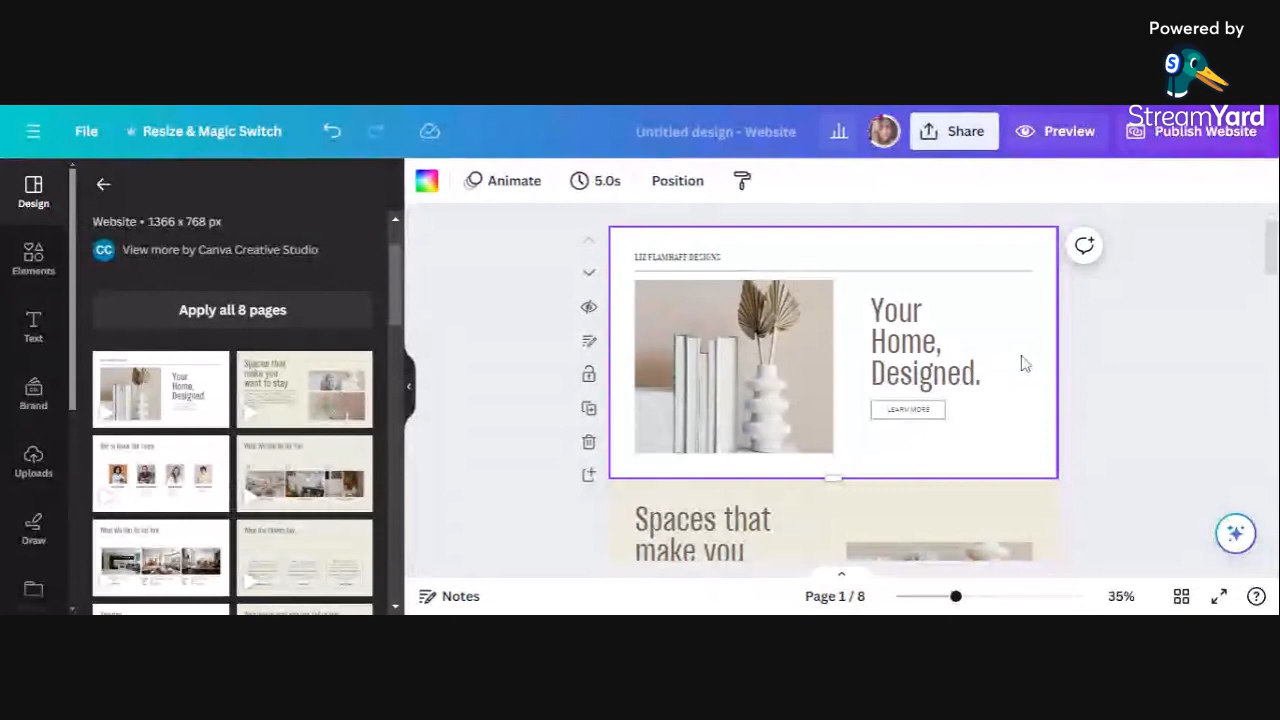 Powered by
StreamYard
File
Resize & Magic Switch
Untitled design - Website
Share
Preview
Publish Website
Design
Elements
Text
Brand
Uploads
Draw
Website • 1366 x 768 px
CC
View more by Canva Creative Studio
Apply all 8 pages
Your
Home,
Designed.
Spaces that
make you
want to stay
Animate
5.0s
Position
LIZ FLAMHAFT DESIGNS
Your
Home,
Designed.
LEARN MORE
Spaces that
make you
Notes
Page 1 / 8
35%